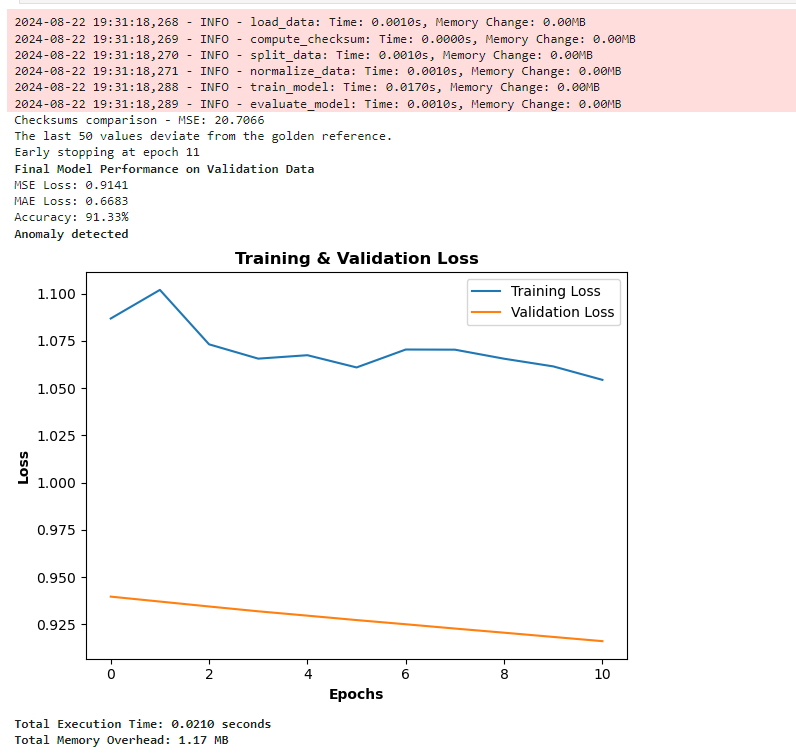 2024-08-22 19:31:18,268 - INFO - load_data: Time: 0.0010s, Memory Change: 0.00MB
2024-08-22 19:31:18,269 - INFO - compute_checksum: Time: 0.0000s, Memory Change: 0.00MB
2024-08-22 19:31:18,270 - INFO - split_data: Time: 0.0010s, Memory Change: 0.00MB
2024-08-22 19:31:18,271 - INFO - normalize_data: Time: 0.0010s, Memory Change: 0.00MB
2024-08-22 19:31:18,288 - INFO - train_model: Time: 0.0170s, Memory Change: 0.00MB
2024-08-22 19:31:18,289 - INFO - evaluate_model: Time: 0.0010s, Memory Change: 0.00MB
Checksums comparison - MSE: 20.7066
The last 50 values deviate from the golden reference.
Early stopping at epoch 11
Final Model Performance on Validation Data
MSE Loss: 0.9141
MAE Loss: 0.6683
Accuracy: 91.33%
Anomaly detected
Training & Validation Loss
Training Loss
Validation Loss
1.100
1.075
1.050
1.025
1.000
0.975
0.950
0.925
Loss
0 2 4 6 8 10
Epochs
Total Execution Time: 0.0210 seconds
Total Memory Overhead: 1.17 MB